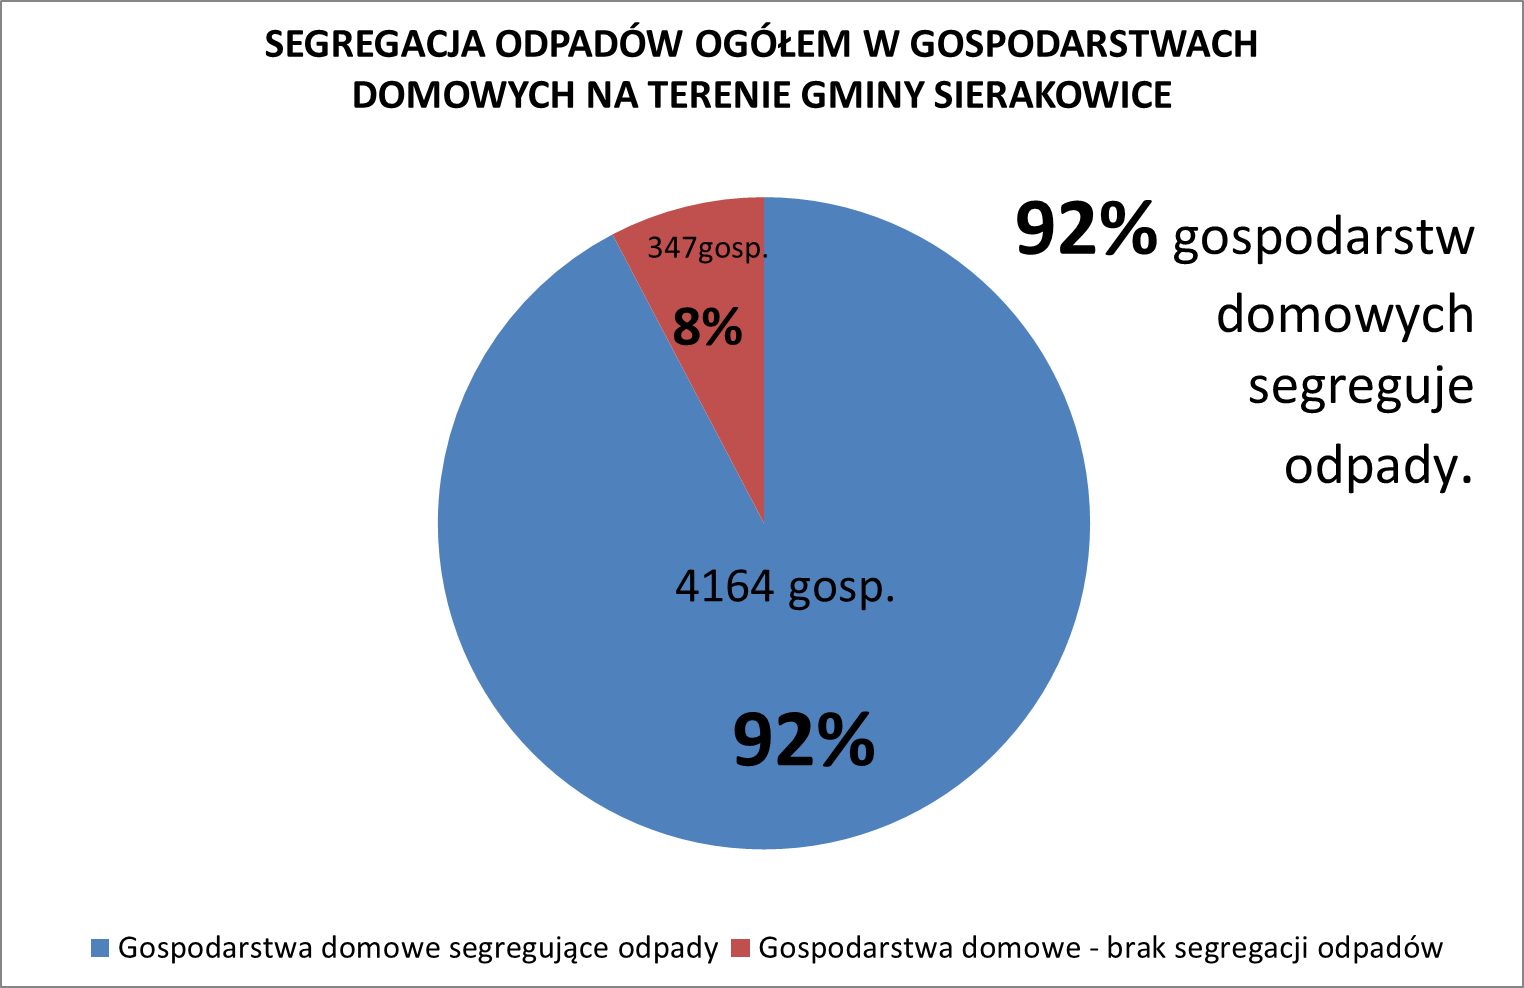 SEGREGACJA ODPADÓW OGÓŁEM W GOSPODARSTWACH
DOMOWYCH NA TERENIE GMINY SIERAKOWICE
92% gospodarstw
domowych
segreguje
odpady.
347gosp.
8%
4164 gosp.
92%
Gospodarstwa domowe segregujące odpady
Gospodarstwa domowe - brak segregacji odpadów